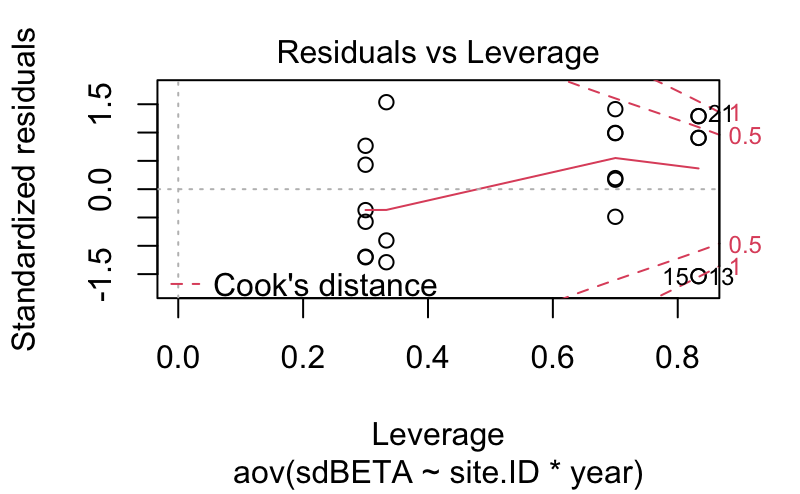 Residuals vs Leverage
Standardized residuals
1.5
0.0
-1.5
21
1
0.5
0.5
1
15
13
Cook's distance
0.0 0.2 0.4 0.6 0.8
Leverage
aov(sdBETA ~ site.ID * year)